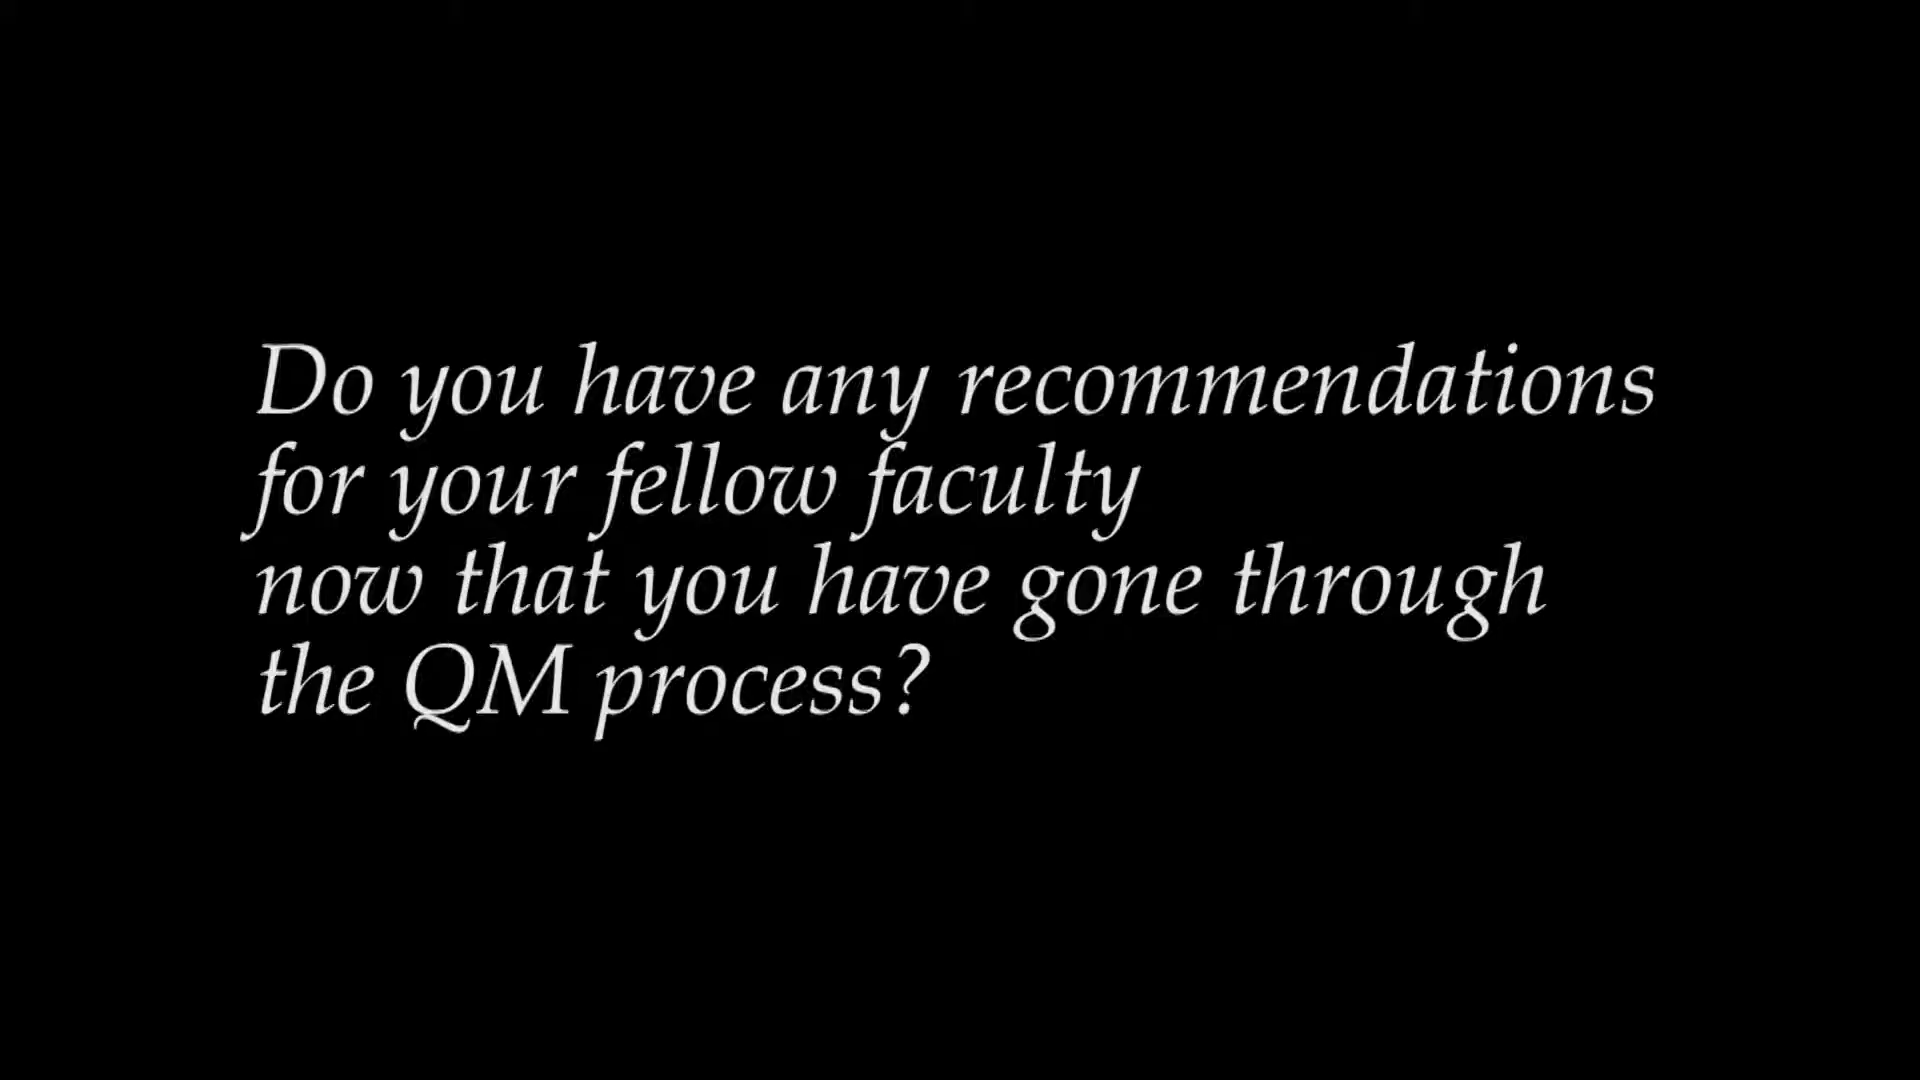 Do you have any recommendations
for your fellow faculty
now that you have gone through
the QM process?